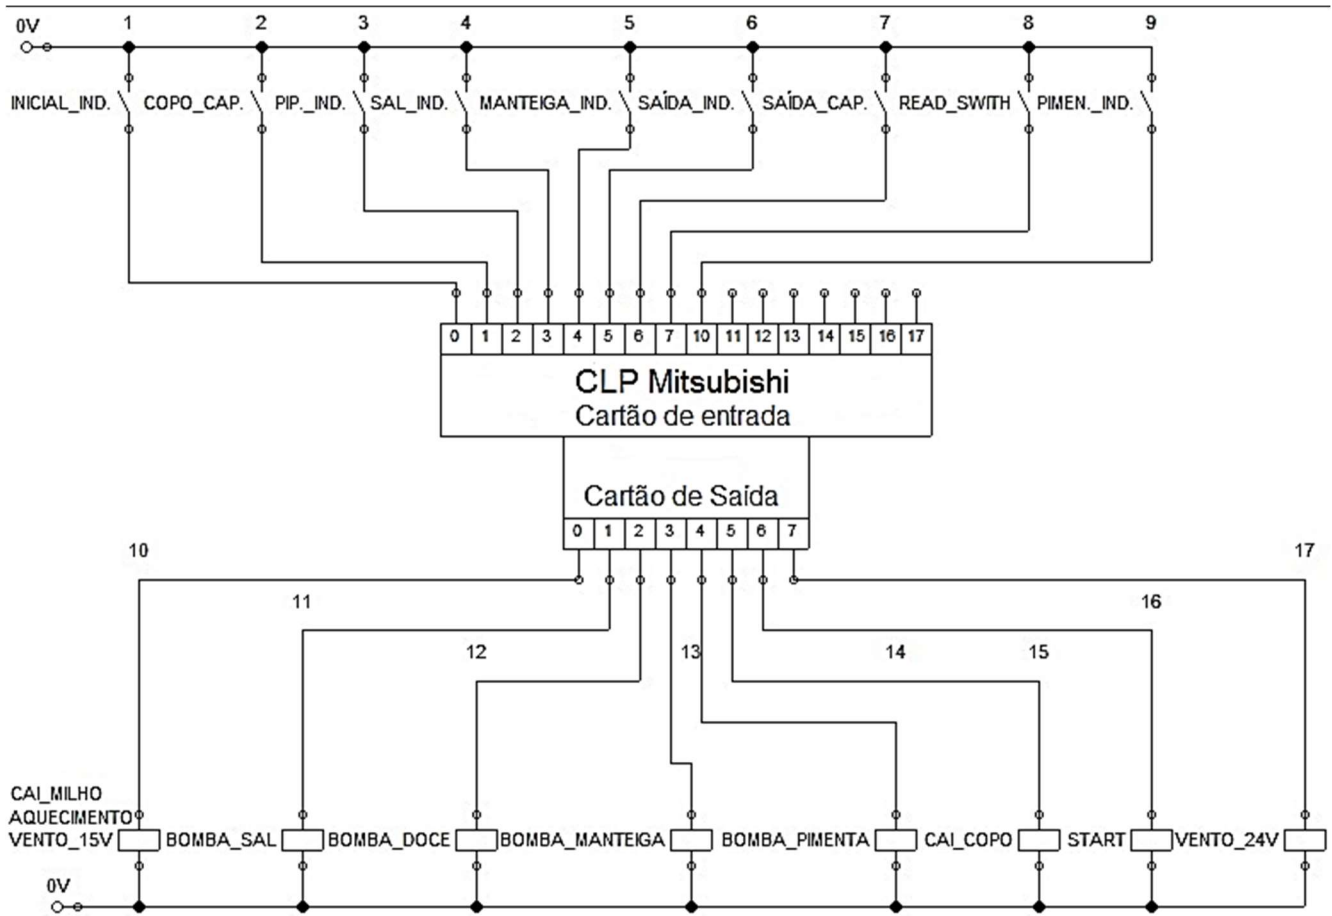 0V 1 2 3 4 5 6 7 8 9
INICIAL_IND. COPO_CAP. PIP._IND. SAL_IND. MANTEIGA_IND. SAÍDA_IND. SAÍDA_CAP. READ_SWITH PIMEN._IND.
0 1 2 3 4 5 6 7 10 11 12 13 14 15 16 17
CLP Mitsubishi
Cartão de entrada
Cartão de Saída
0 1 2 3 4 5 6 7
10 17
11 16
12 13 14 15
CAI_MILHO
AQUECIMENTO
VENTO_15V BOMBA_SAL BOMBA_DOCE BOMBA_MANTEIGA BOMBA_PIMENTA CAI_COPO START VENTO_24V
0V